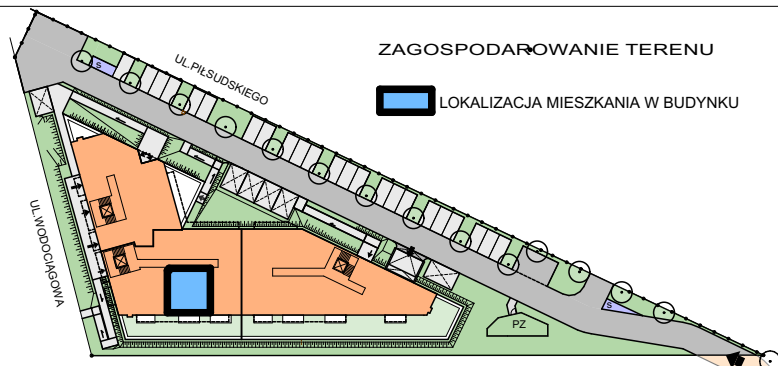 ZAGOSPODAROWANIE TERENU
LOKALIZACJA MIESZKANIA W BUDYNKU
UL.PIŁSUDSKIEGO
UL.WODOCIĄGOWA
Ś
Ś
PZ